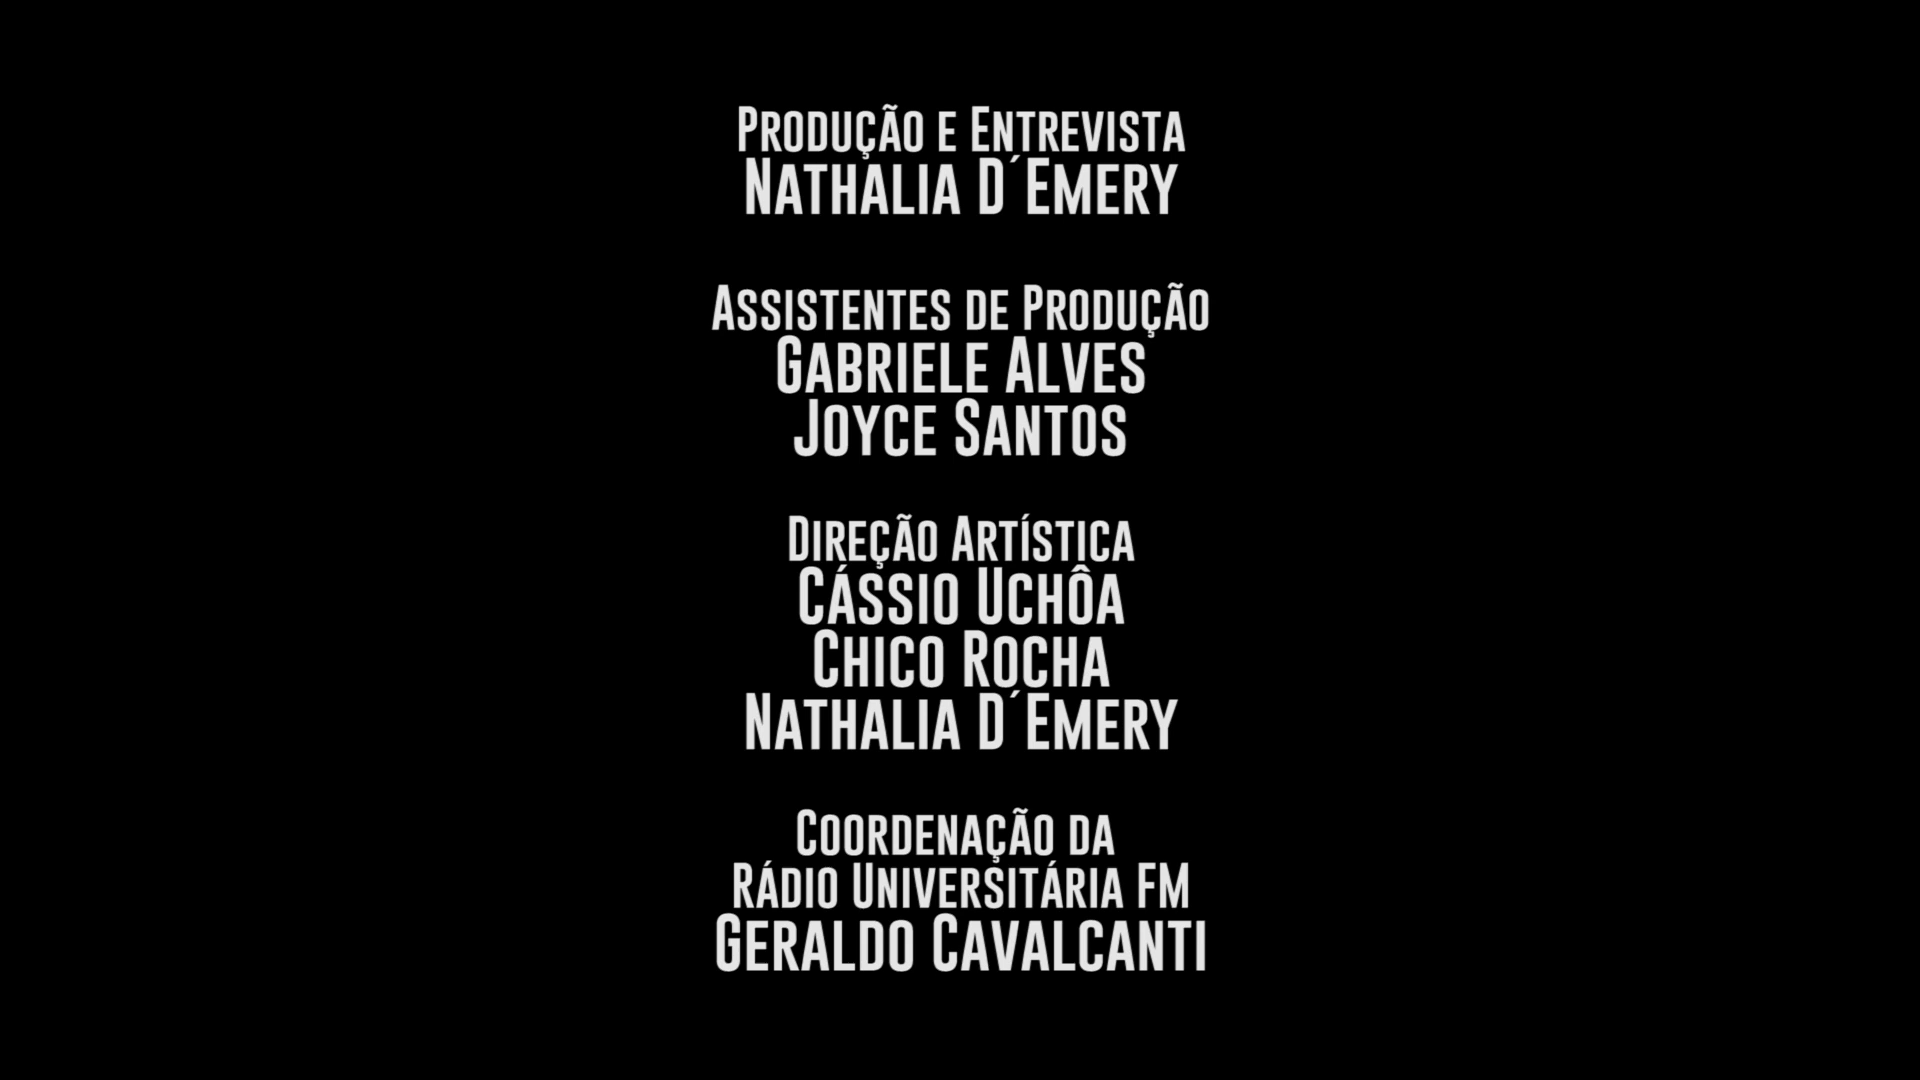 Produção e Entrevista
Nathalia D´Emery
Assistentes de Produção
Gabriele Alves
Joyce Santos
Direção Artística
Cássio Uchôa
Chico Rocha
Nathalia D´Emery
Coordenação da
Rádio Universitária FM
Geraldo Cavalcanti